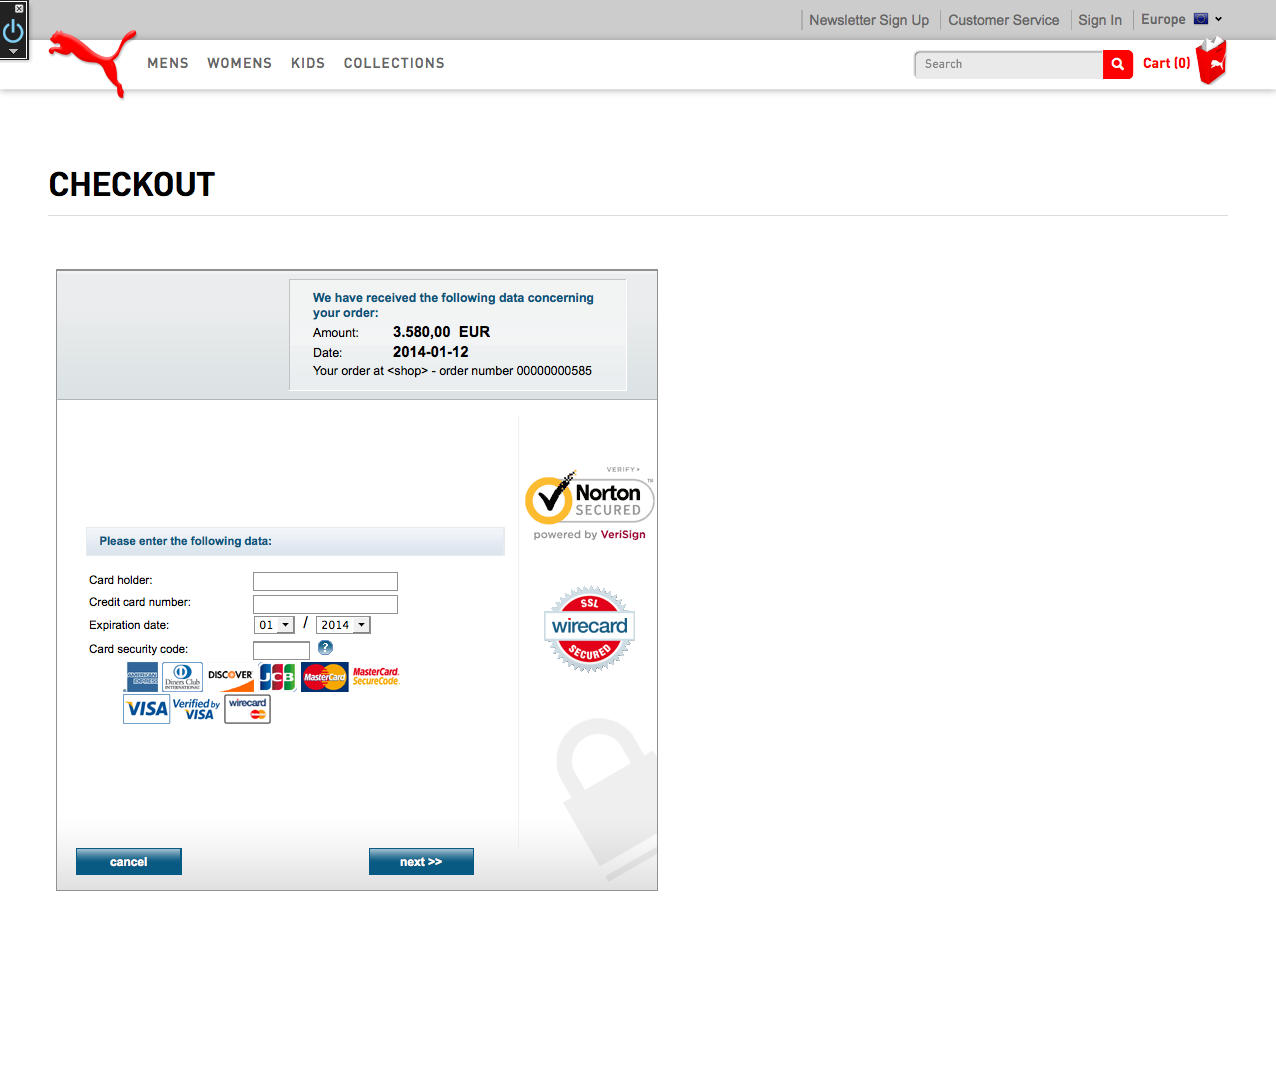 Newsletter Sign Up Customer Service Sign In Europe
MENS WOMENS KIDS COLLECTIONS Search Cart (0)
CHECKOUT
We have received the following data concerning
your order:
Amount: 3.580,00 EUR
Date: 2014-01-12
Your order at <shop> - order number 00000000585
VERIFY
Norton
SECURED
powered by VeriSign
Please enter the following data:
Card holder:
Credit card number:
Expiration date: 01 / 2014
Card security code: ?
AMERICAN EXPRESS Diners Club INTERNATIONAL DISCOVER JCB MasterCard MasterCard. SecureCode.
VISA Verified by VISA wirecard
SSL
wirecard
SECURED
cancel next >>